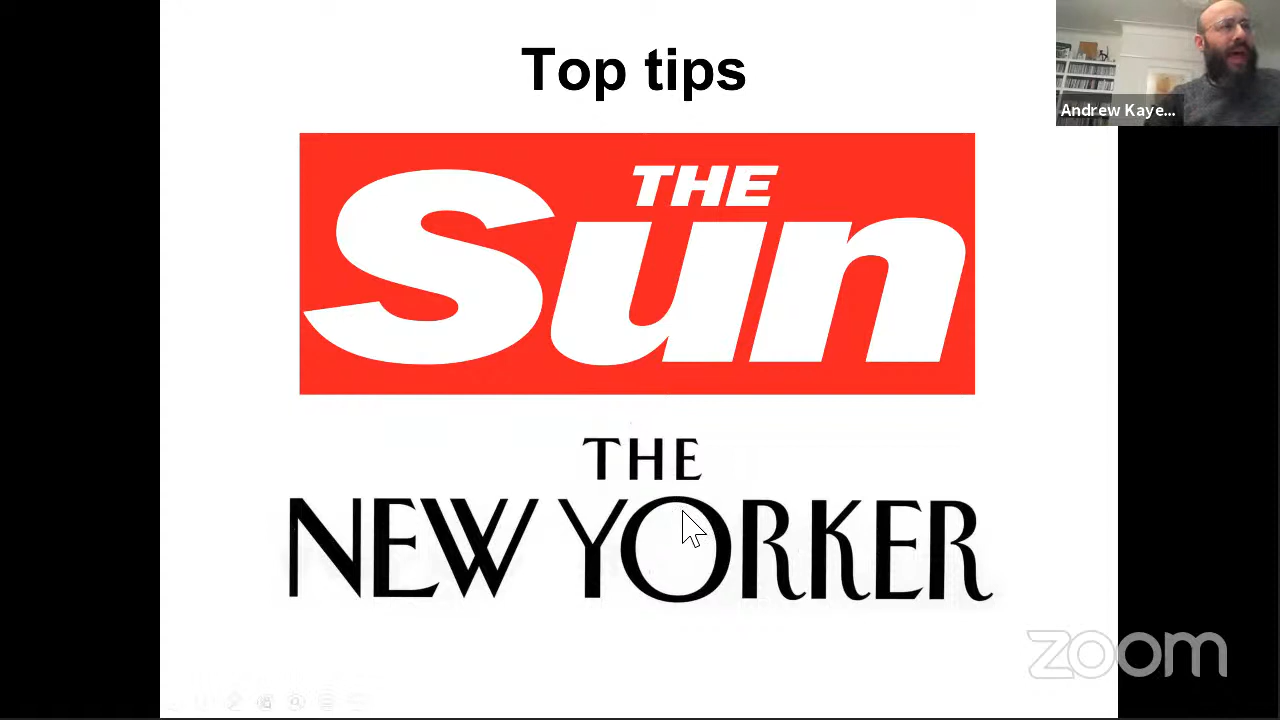 Top tips
THE
Sun
THE
NEW YORKER
Andrew Kaye...
zoom